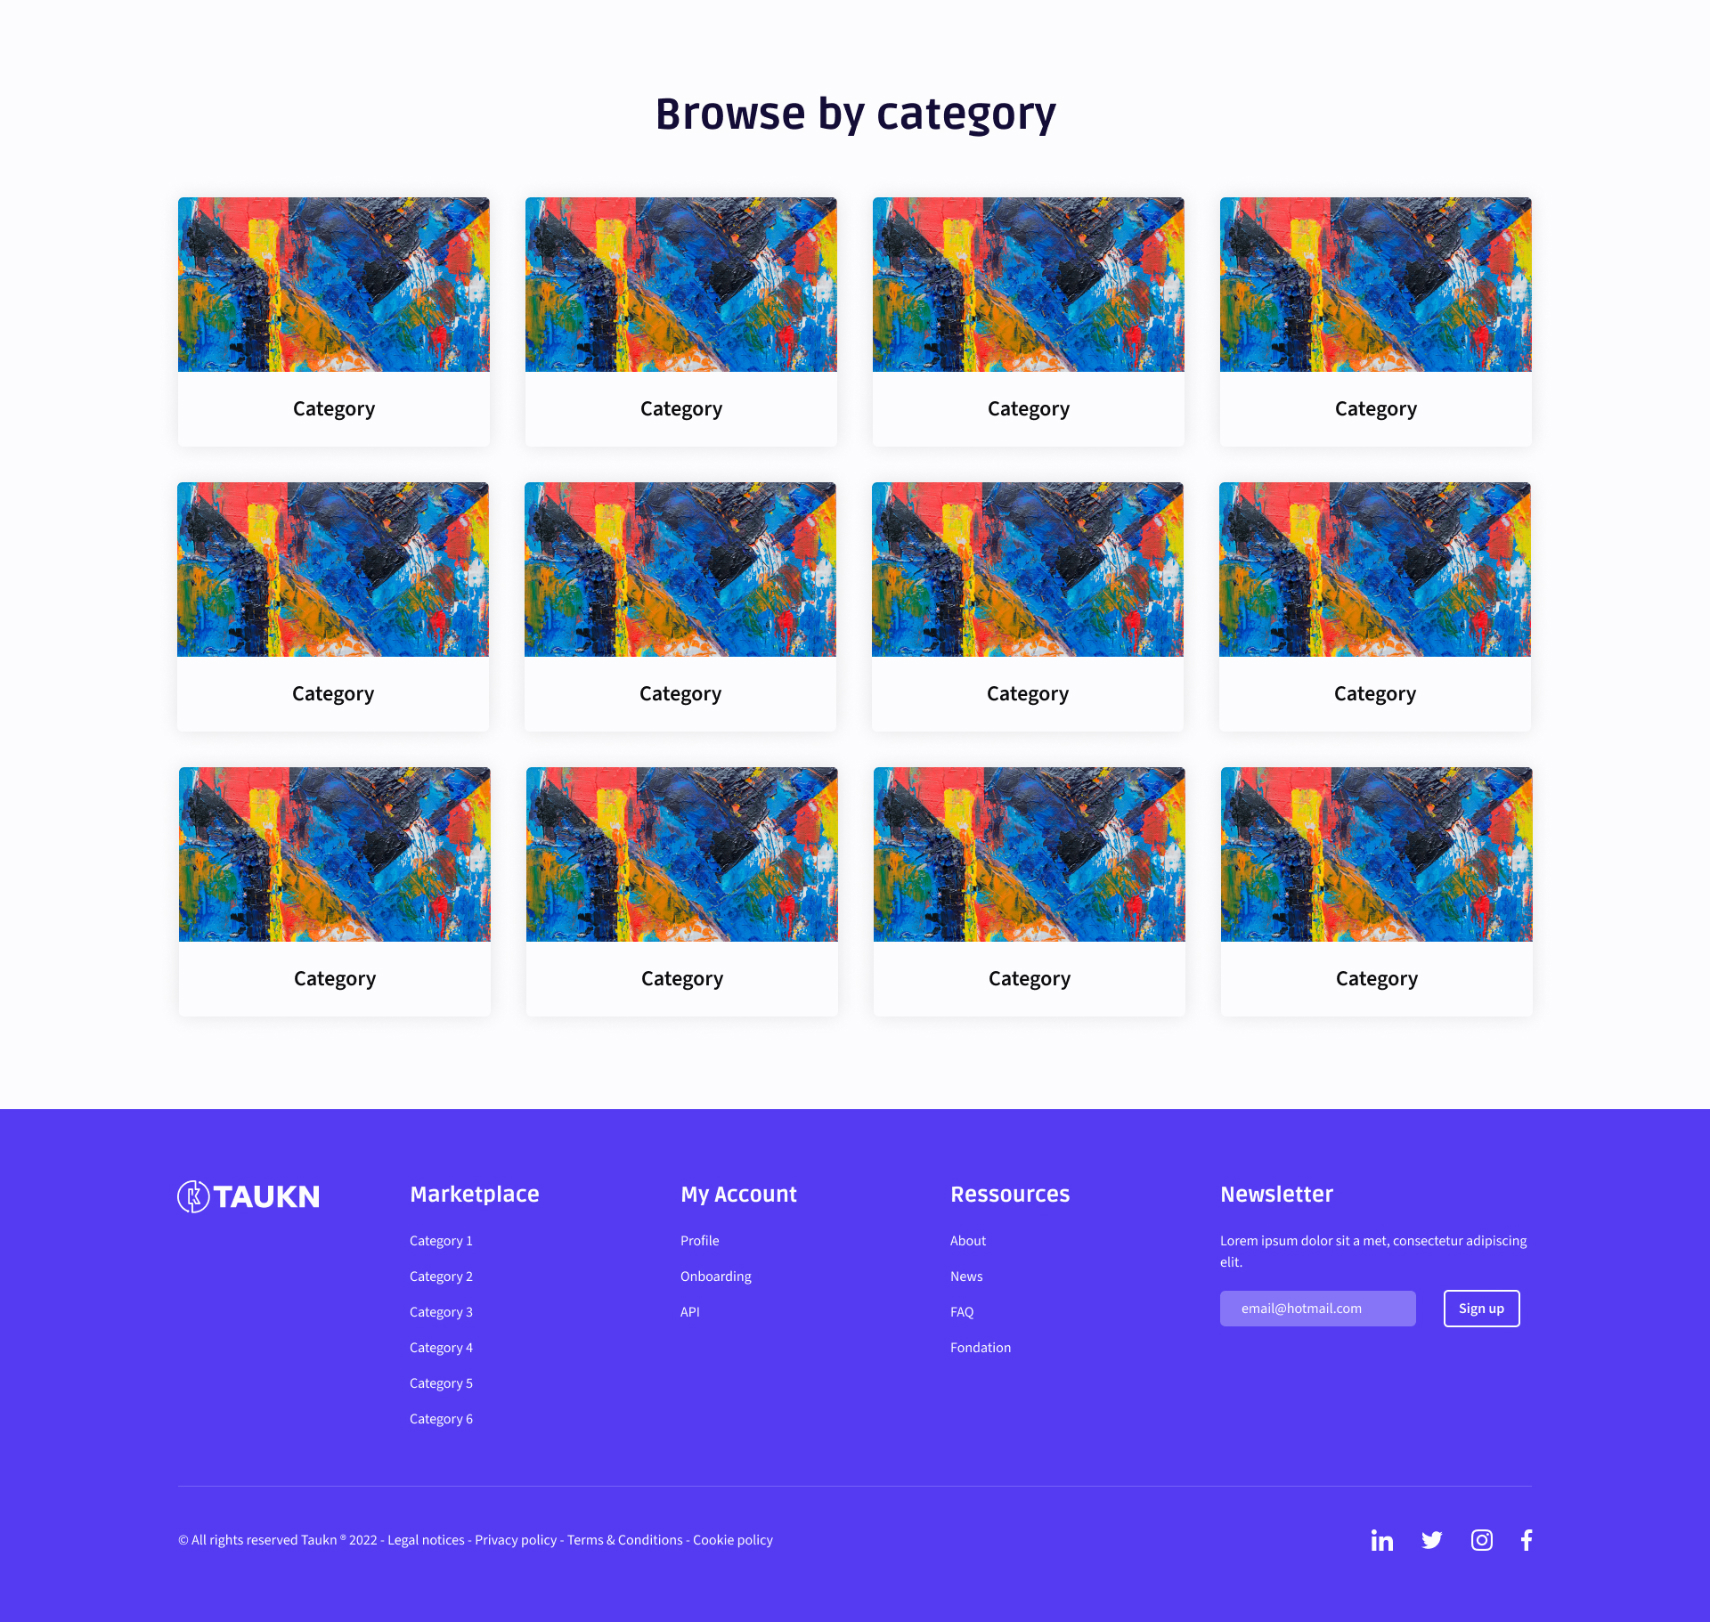 Browse by category
Category Category Category Category
Category Category Category Category
Category Category Category Category
TAUKN
Marketplace
Category 1
Category 2
Category 3
Category 4
Category 5
Category 6
My Account
Profile
Onboarding
API
Ressources
About
News
FAQ
Fondation
Newsletter
Lorem ipsum dolor sit a met, consectetur adipiscing
elit.
email@hotmail.com
Sign up
© All rights reserved Taukn ® 2022 - Legal notices - Privacy policy - Terms & Conditions - Cookie policy